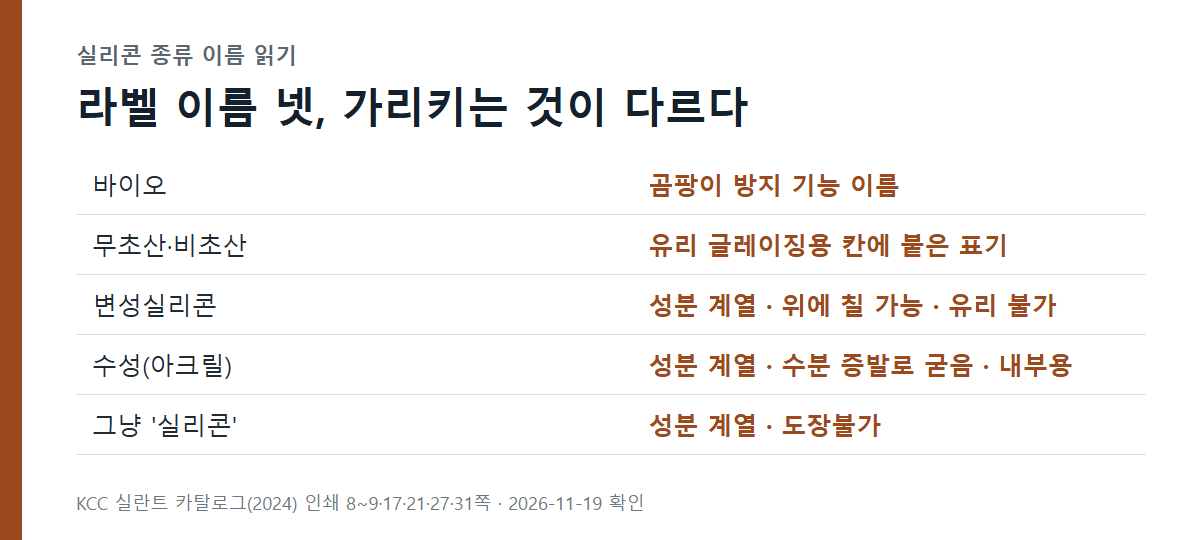 실리콘 종류 이름 읽기
라벨 이름 넷, 가리키는 것이 다르다
바이오 곰팡이 방지 기능 이름
무초산·비초산 유리 글레이징용 칸에 붙은 표기
변성실리콘 성분 계열 · 위에 칠 가능 · 유리 불가
수성(아크릴) 성분 계열 · 수분 증발로 굳음 · 내부용
그냥 '실리콘' 성분 계열 · 도장불가
KCC 실란트 카탈로그(2024) 인쇄 8~9·17·21·27·31쪽 · 2026-11-19 확인